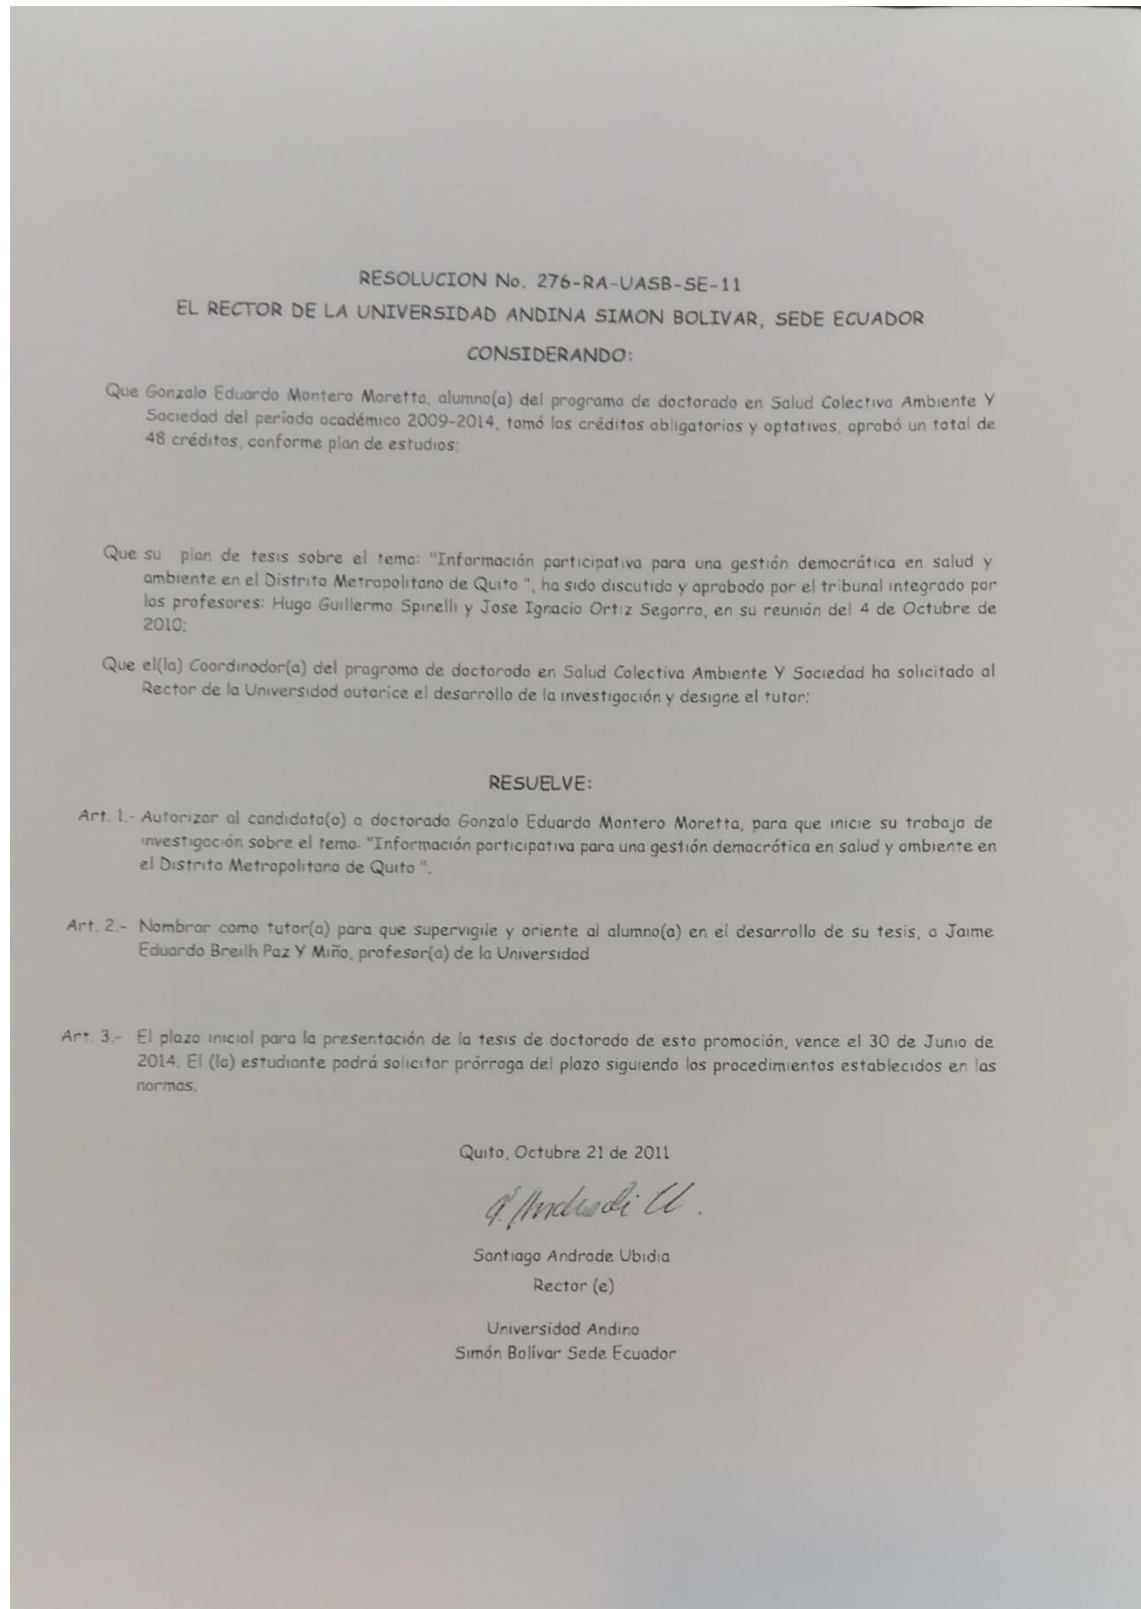 RESOLUCION No. 276-RA-UASB-SE-11
EL RECTOR DE LA UNIVERSIDAD ANDINA SIMON BOLIVAR, SEDE ECUADOR
CONSIDERANDO:
Que Gonzalo Eduardo Montero Moretta, alumno(a) del programa de doctorado en Salud Colectiva Ambiente Y
Sociedad del período académico 2009-2014, tomó los créditos obligatorios y optativos, aprobó un total de
48 créditos, conforme plan de estudios;
Que su plan de tesis sobre el tema: "Información participativa para una gestión democrática en salud y
ambiente en el Distrito Metropolitano de Quito ", ha sido discutido y aprobado por el tribunal integrado por
los profesores: Hugo Guillermo Spinelli y Jose Ignacio Ortiz Segarra, en su reunión del 4 de Octubre de
2010;
Que el(la) Coordinador(a) del programa de doctorado en Salud Colectiva Ambiente Y Sociedad ha solicitado al
Rector de la Universidad autorice el desarrollo de la investigación y designe el tutor;
RESUELVE:
Art. 1.- Autorizar al candidato(a) a doctorado Gonzalo Eduardo Montero Moretta, para que inicie su trabajo de
investigación sobre el tema: "Información participativa para una gestión democrática en salud y ambiente en
el Distrito Metropolitano de Quito ".
Art. 2.- Nombrar como tutor(a) para que supervigile y oriente al alumno(a) en el desarrollo de su tesis, a Jaime
Eduardo Breilh Paz Y Miño, profesor(a) de la Universidad
Art. 3.- El plazo inicial para la presentación de la tesis de doctorado de esta promoción, vence el 30 de Junio de
2014. El (la) estudiante podrá solicitar prórroga del plazo siguiendo los procedimientos establecidos en las
normas.
Quito, Octubre 21 de 2011
Santiago Andrade Ubidia
Rector (e)
Universidad Andina
Simón Bolívar Sede Ecuador